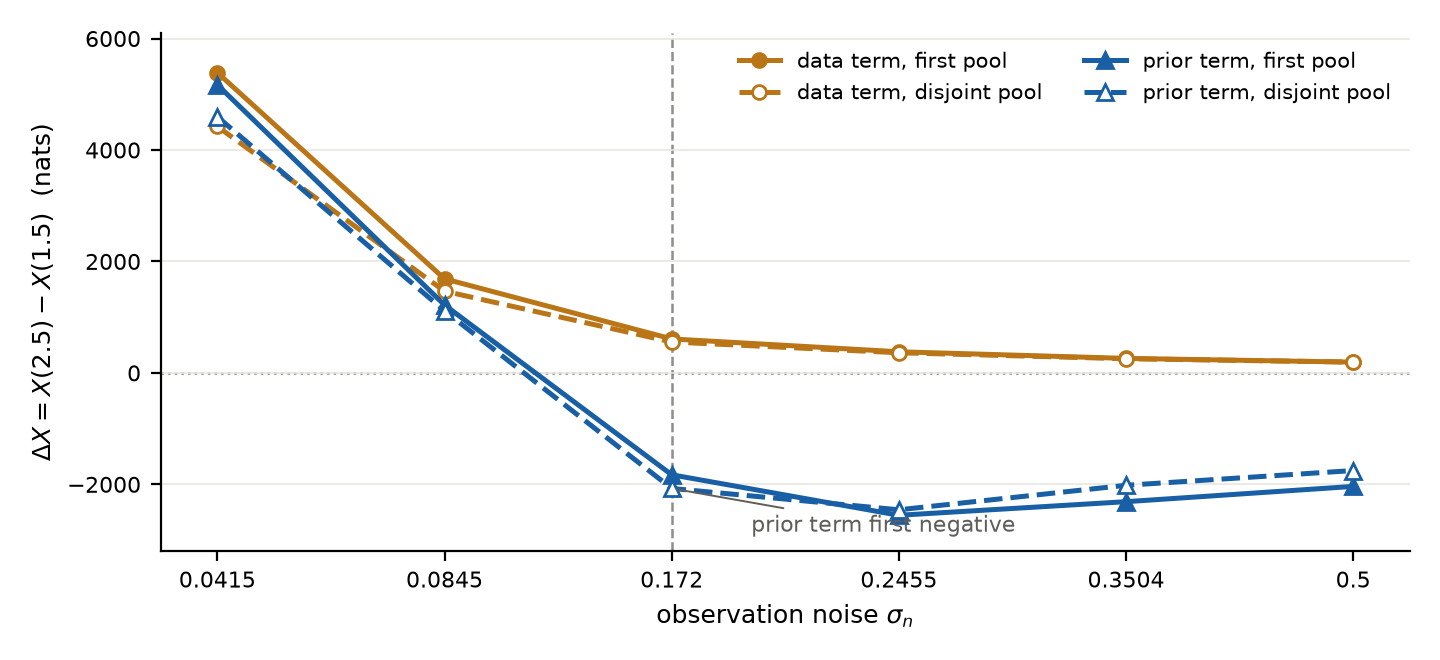 6000
4000
2000
0
−2000
ΔX = X(2.5) − X(1.5)  (nats)
data term, first pool
data term, disjoint pool
prior term, first pool
prior term, disjoint pool
prior term first negative
0.0415
0.0845
0.172
0.2455
0.3504
0.5
observation noise σₙ